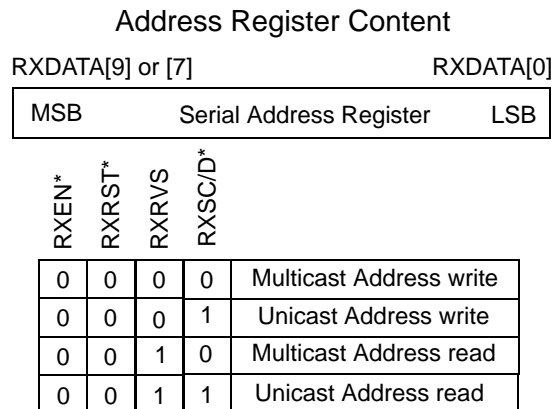 Address Register Content
RXDATA[9] or [7] RXDATA[0]
MSB Serial Address Register LSB
RXEN* RXRST* RXRVS RXSC/D*
0 0 0 0 Multicast Address write
0 0 0 1 Unicast Address write
0 0 1 0 Multicast Address read
0 0 1 1 Unicast Address read